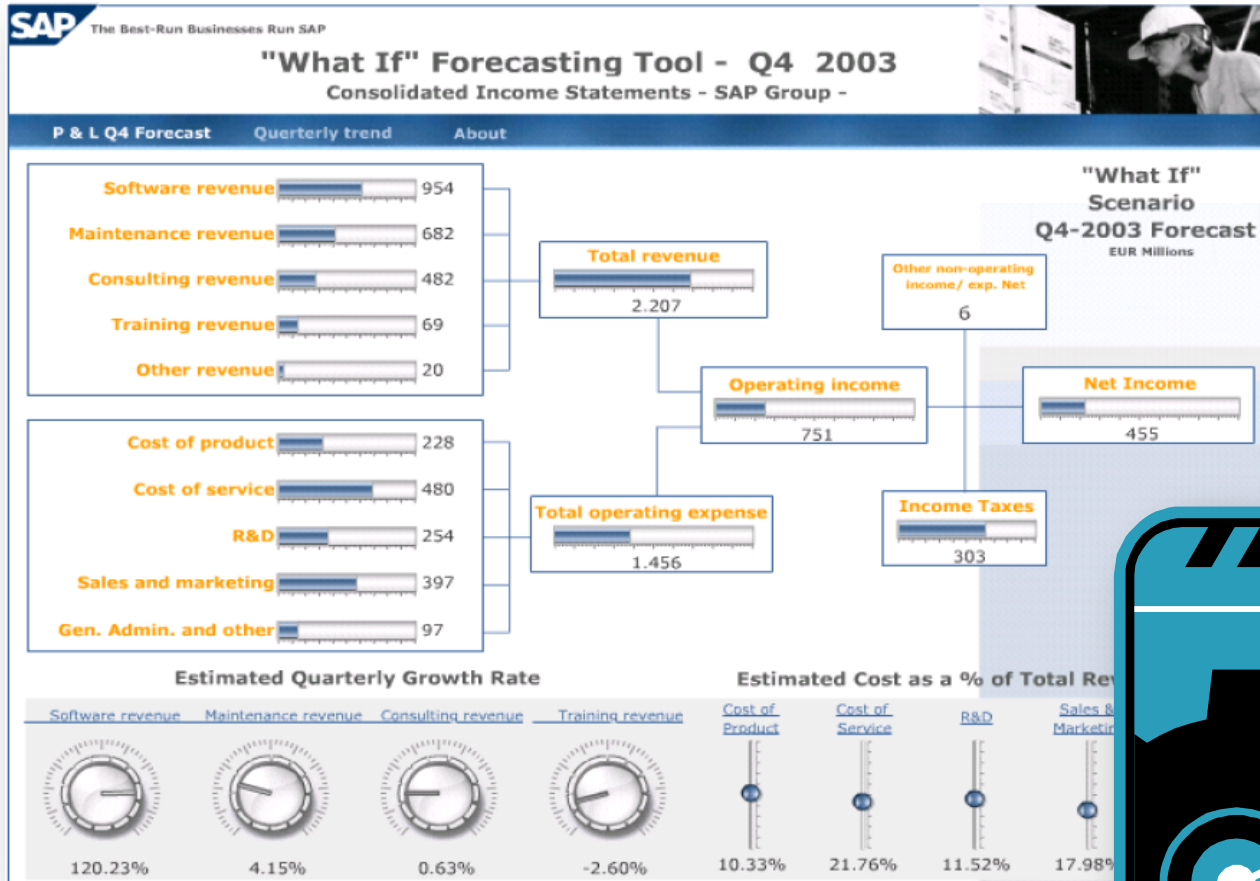 SAP The Best-Run Businesses Run SAP
"What If" Forecasting Tool - Q4 2003
Consolidated Income Statements - SAP Group -
P & L Q4 Forecast Querterly trend About
"What If"
Scenario
Q4-2003 Forecast
EUR Millions
Software revenue 954
Maintenance revenue 682
Consulting revenue 482
Training revenue 69
Other revenue 20
Total revenue
2.207
Other non-operating
income/ exp. Net
6
Operating income
751
Net Income
455
Cost of product 228
Cost of service 480
R&D 254
Sales and marketing 397
Gen. Admin. and other 97
Total operating expense
1.456
Income Taxes
303
Estimated Quarterly Growth Rate
Software revenue Maintenance revenue Consulting revenue Training revenue
120.23% 4.15% 0.63% -2.60%
Estimated Cost as a % of Total Re
Cost of
Product
Cost of
Service
R&D
Sales &
Marketin
10.33% 21.76% 11.52% 17.98%